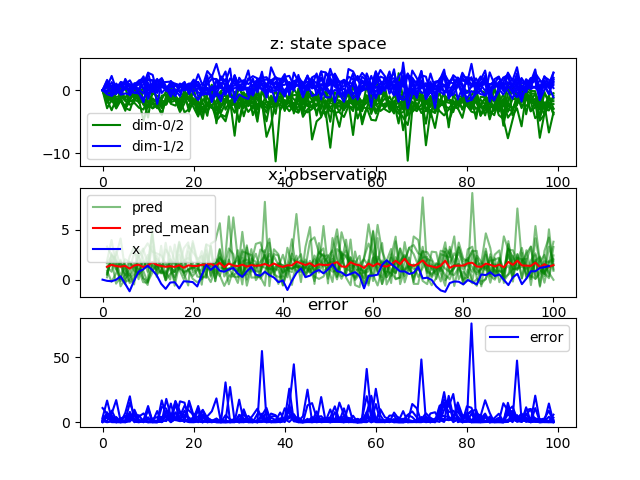 z: state space
0
−10
dim-0/2
dim-1/2
0 20 40 60 80 100
x: observation
5
0
pred
pred_mean
x
0 20 40 60 80 100
error
50
0
error
0 20 40 60 80 100